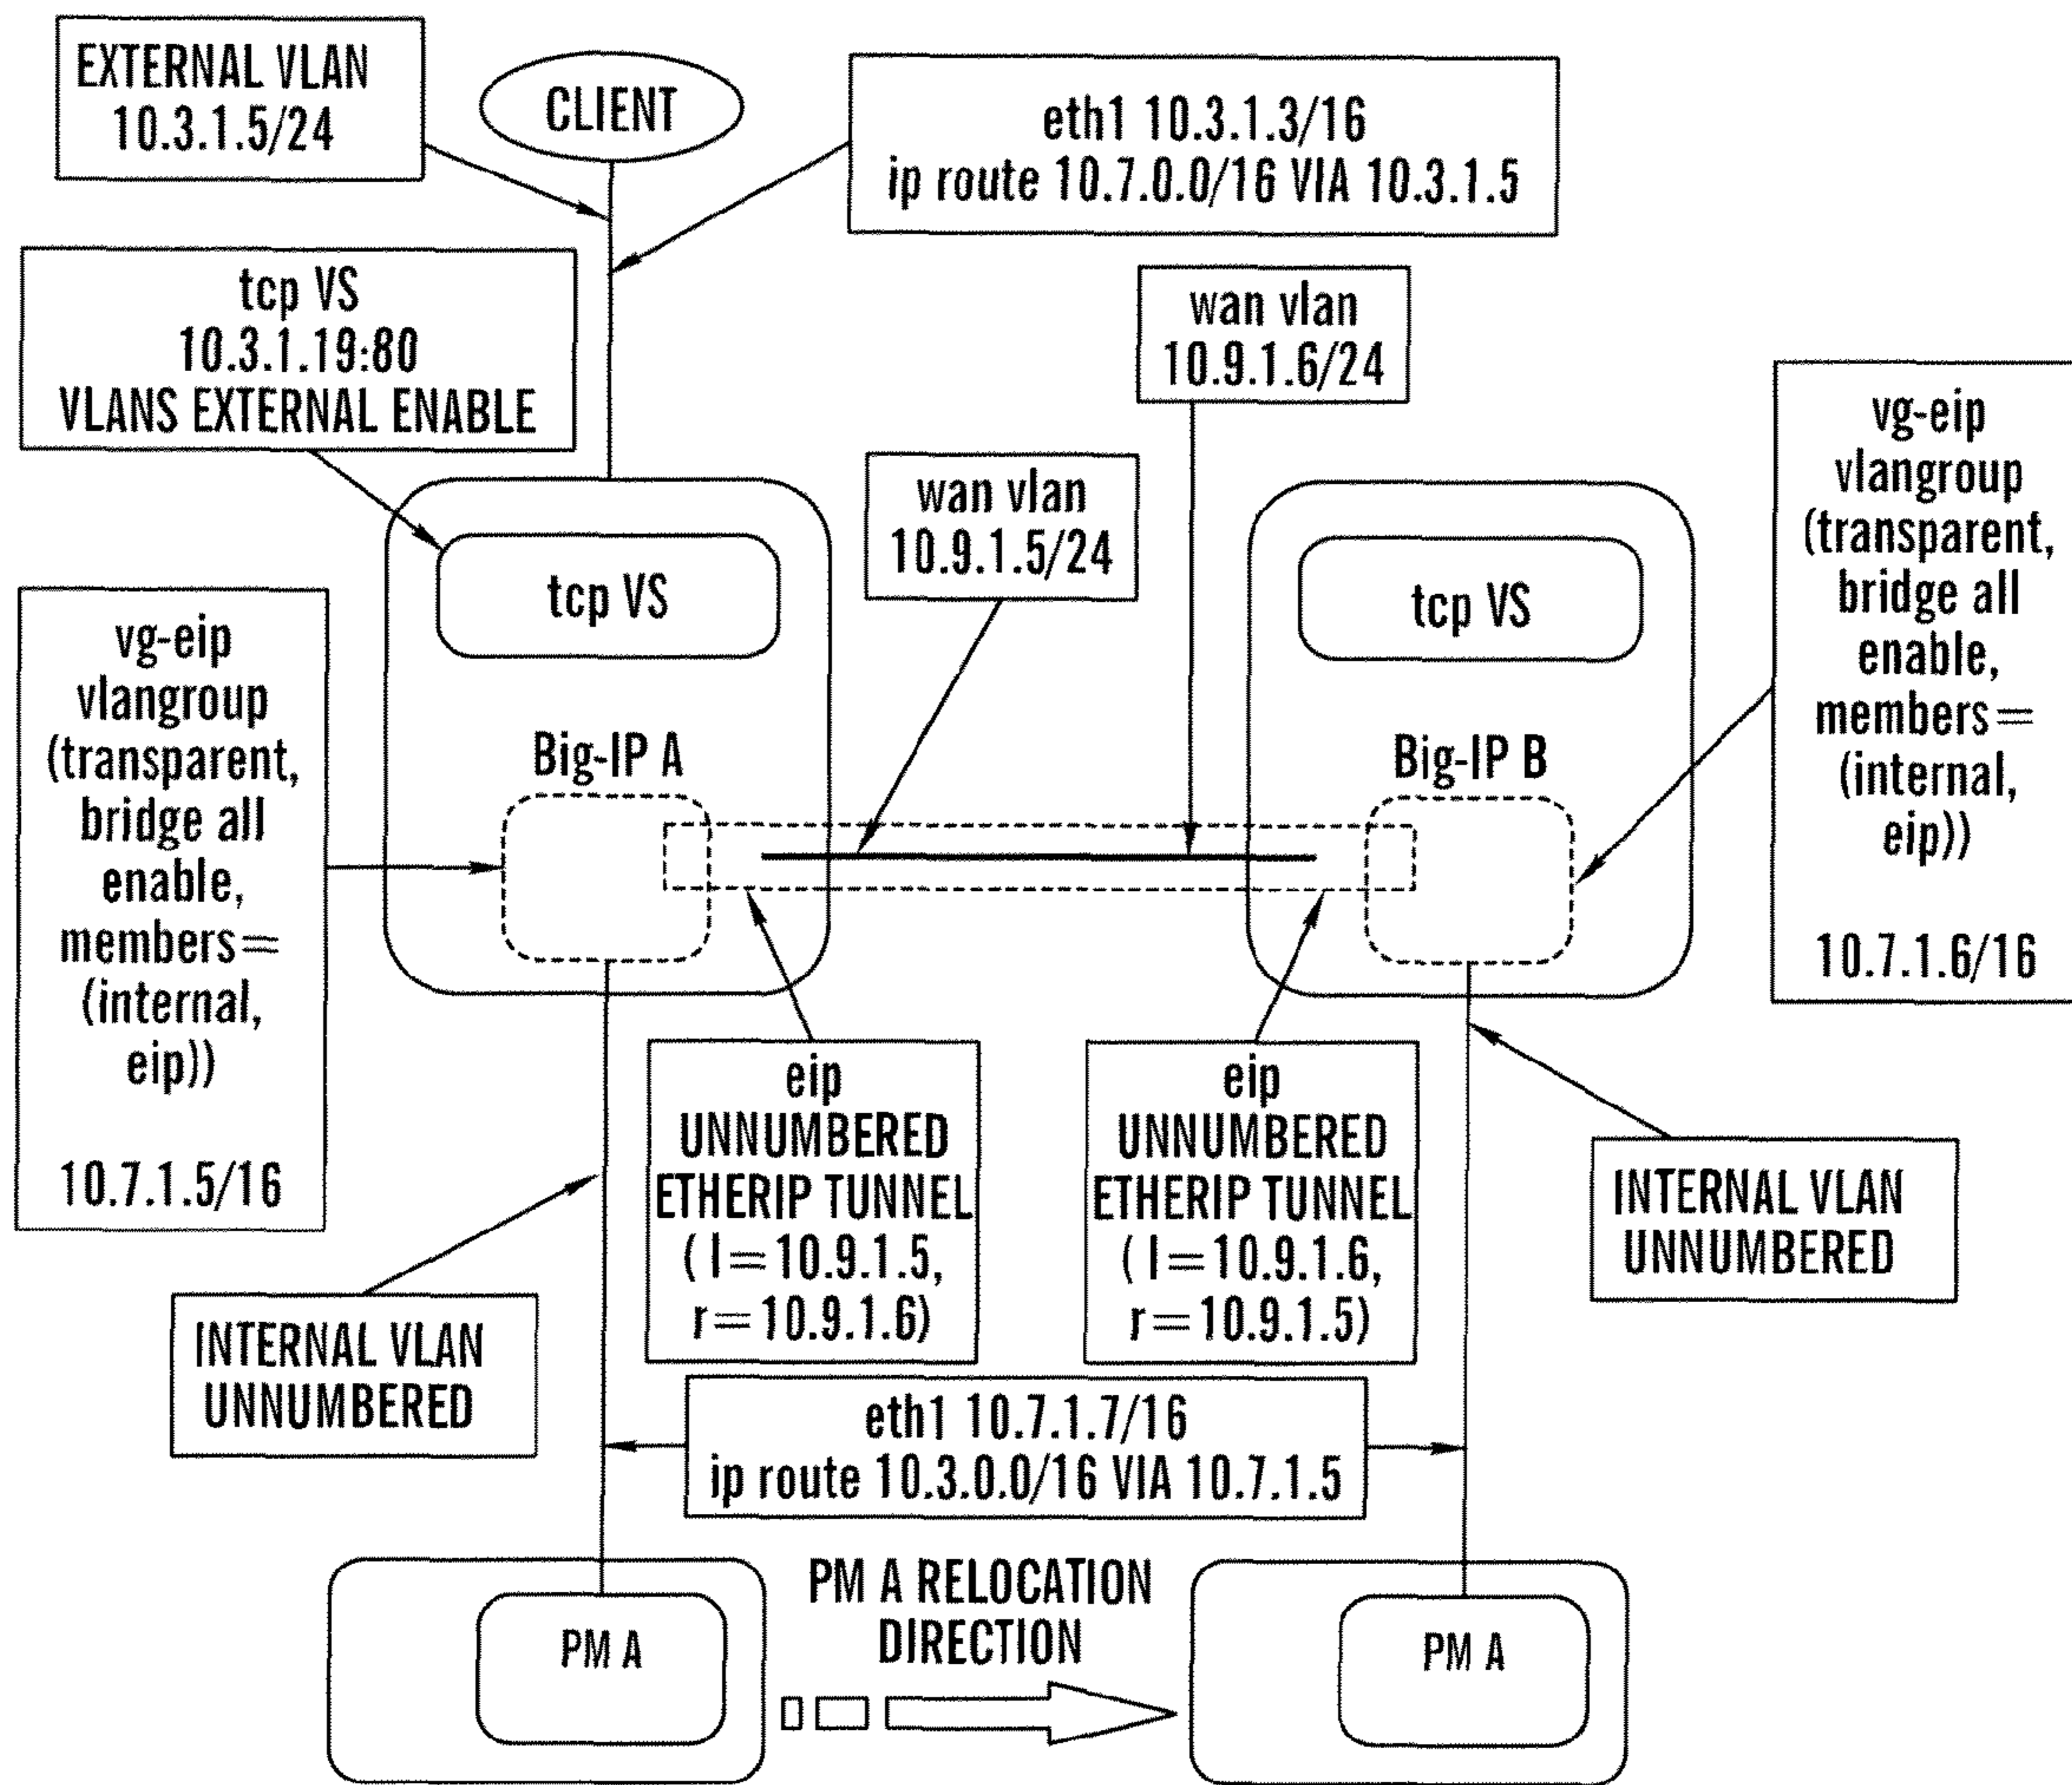 EXTERNAL VLAN
10.3.1.5/24
CLIENT
eth1 10.3.1.3/16
ip route 10.7.0.0/16 VIA 10.3.1.5
tcp VS
10.3.1.19:80
VLANS EXTERNAL ENABLE
wan vlan
10.9.1.6/24
wan vlan
10.9.1.5/24
vg-eip
vlangroup
(transparent,
bridge all
enable,
members=
(internal,
eip))
10.7.1.6/16
tcp VS
tcp VS
vg-eip
vlangroup
(transparent,
bridge all
enable,
members=
(internal,
eip))
10.7.1.5/16
Big-IP A
Big-IP B
eip
UNNUMBERED
ETHERIP TUNNEL
( l=10.9.1.5,
r=10.9.1.6)
eip
UNNUMBERED
ETHERIP TUNNEL
( l=10.9.1.6,
r=10.9.1.5)
INTERNAL VLAN
UNNUMBERED
INTERNAL VLAN
UNNUMBERED
eth1 10.7.1.7/16
ip route 10.3.0.0/16 VIA 10.7.1.5
PM A RELOCATION
DIRECTION
PM A
PM A